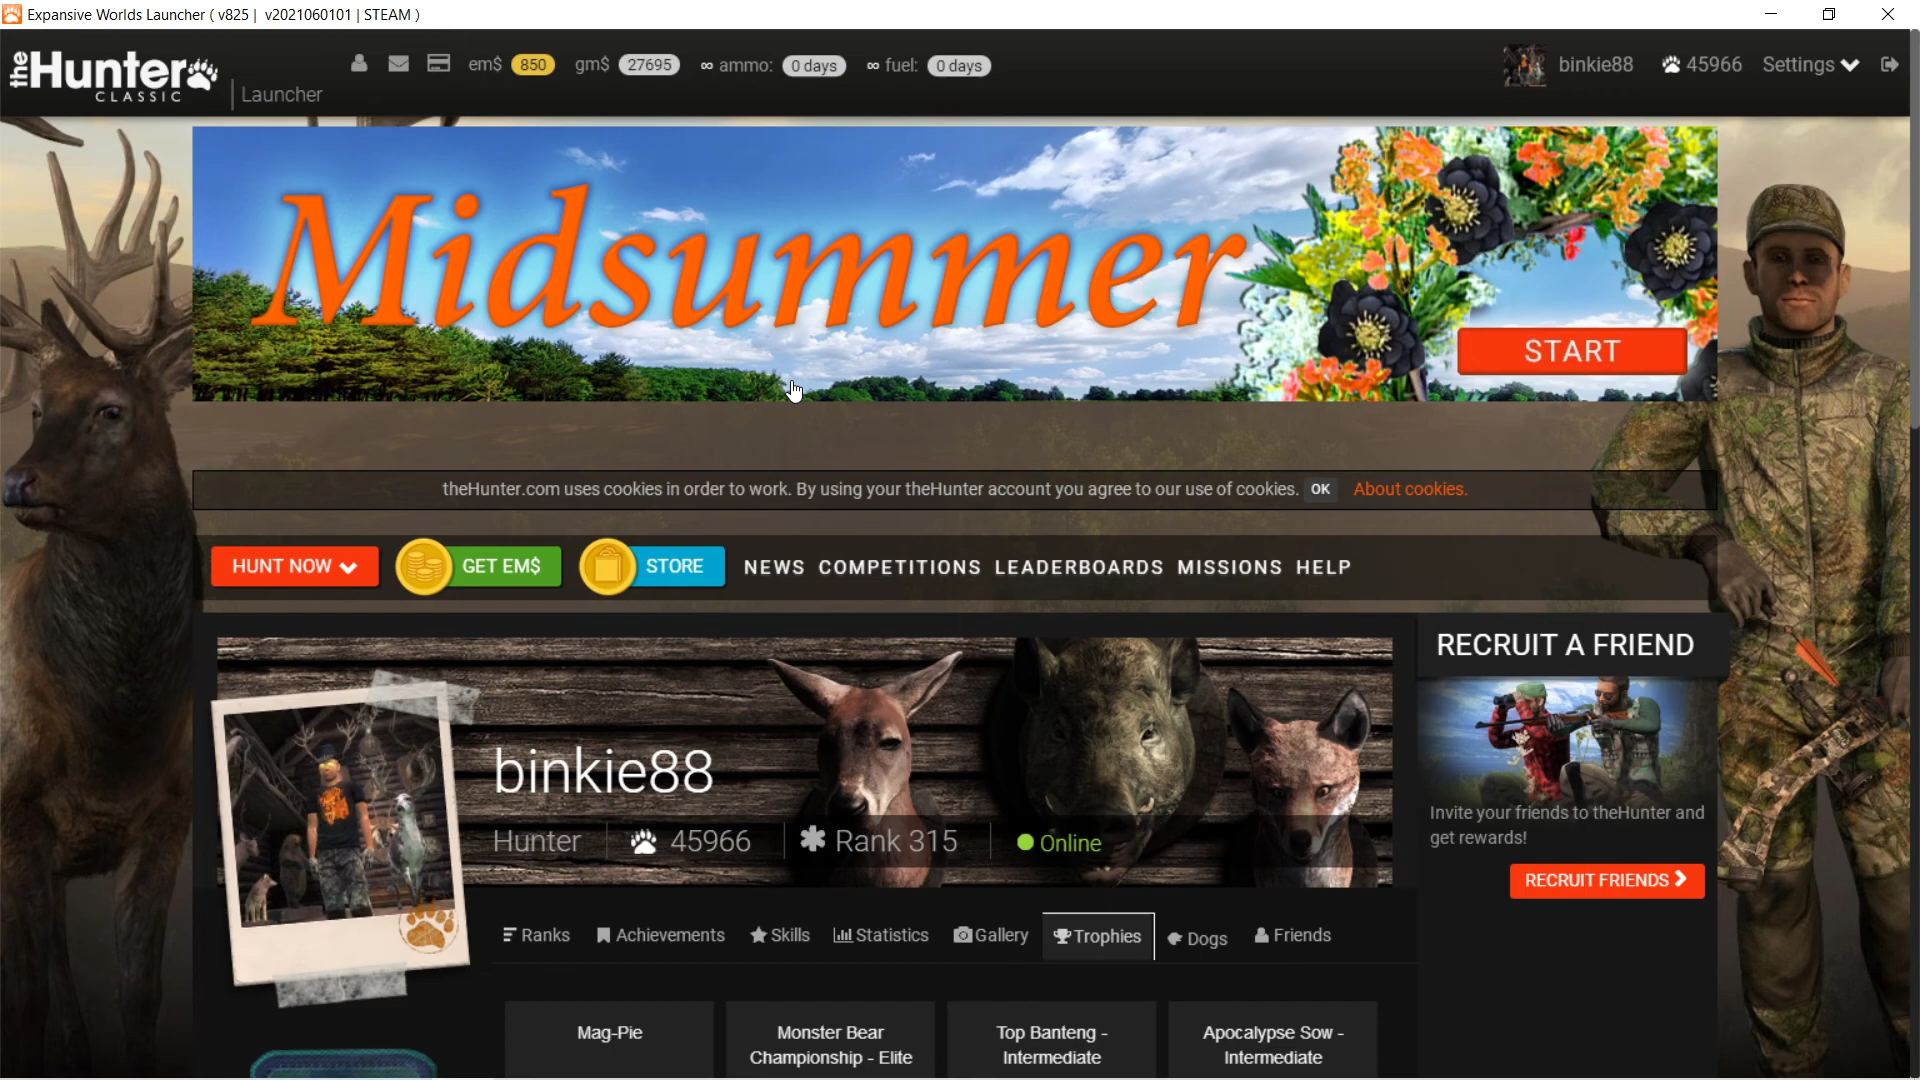 Expansive Worlds Launcher ( v825 | v2021060101 | STEAM )
theHunter CLASSIC
Launcher
em$ 850 gm$ 27695 ∞ ammo: 0 days ∞ fuel: 0 days
binkie88 45966 Settings
Midsummer
START
theHunter.com uses cookies in order to work. By using your theHunter account you agree to our use of cookies. OK About cookies.
HUNT NOW GET EM$ STORE NEWS COMPETITIONS LEADERBOARDS MISSIONS HELP
binkie88
Hunter 45966 Rank 315 Online
RECRUIT A FRIEND
Invite your friends to theHunter and
get rewards!
RECRUIT FRIENDS
Ranks Achievements Skills Statistics Gallery Trophies Dogs Friends
Mag-Pie
Monster Bear
Championship - Elite
Top Banteng -
Intermediate
Apocalypse Sow -
Intermediate